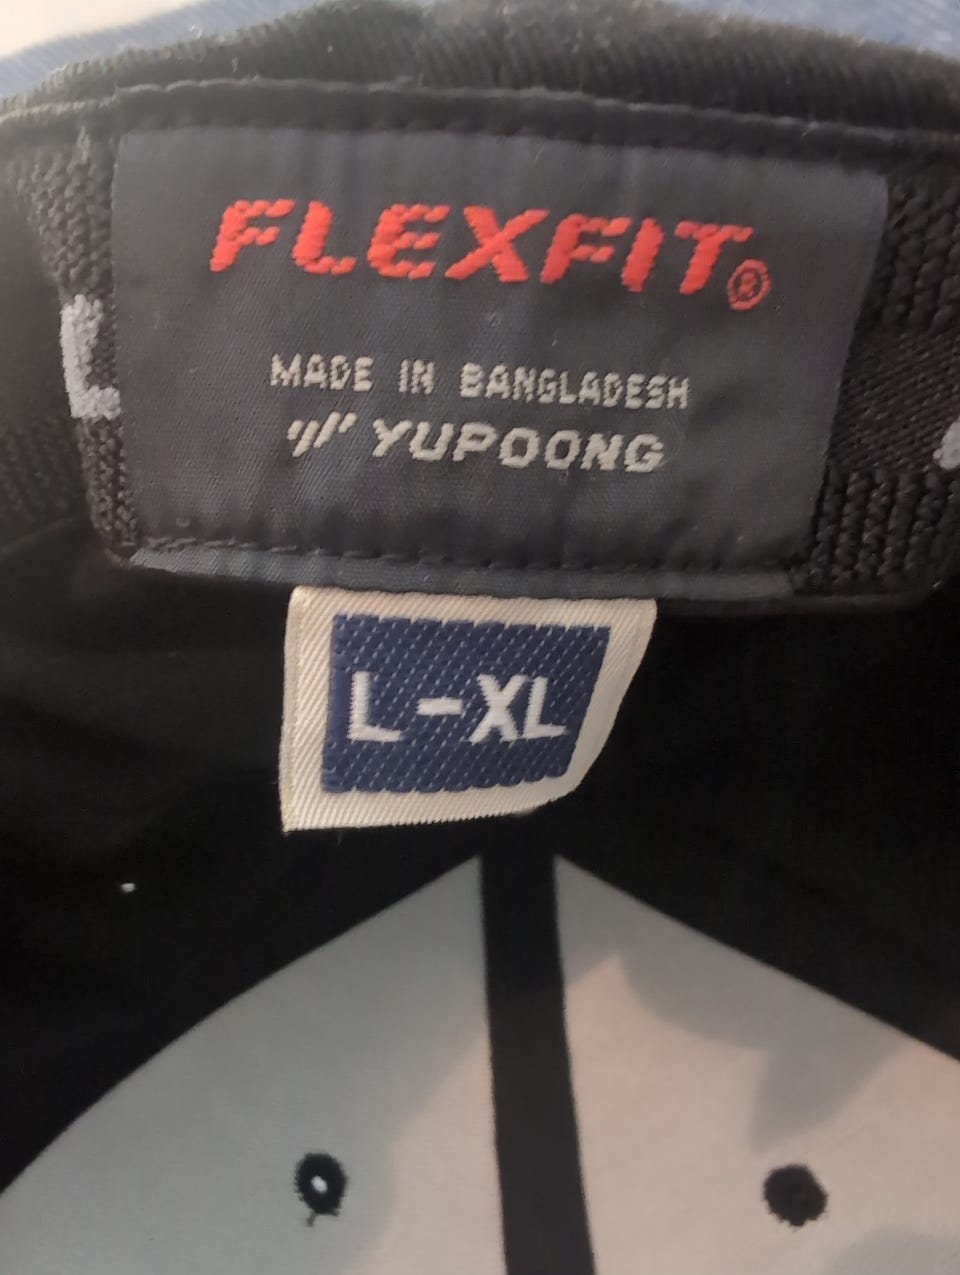 FLEXFIT®
MADE IN BANGLADESH
YUPOONG
L-XL